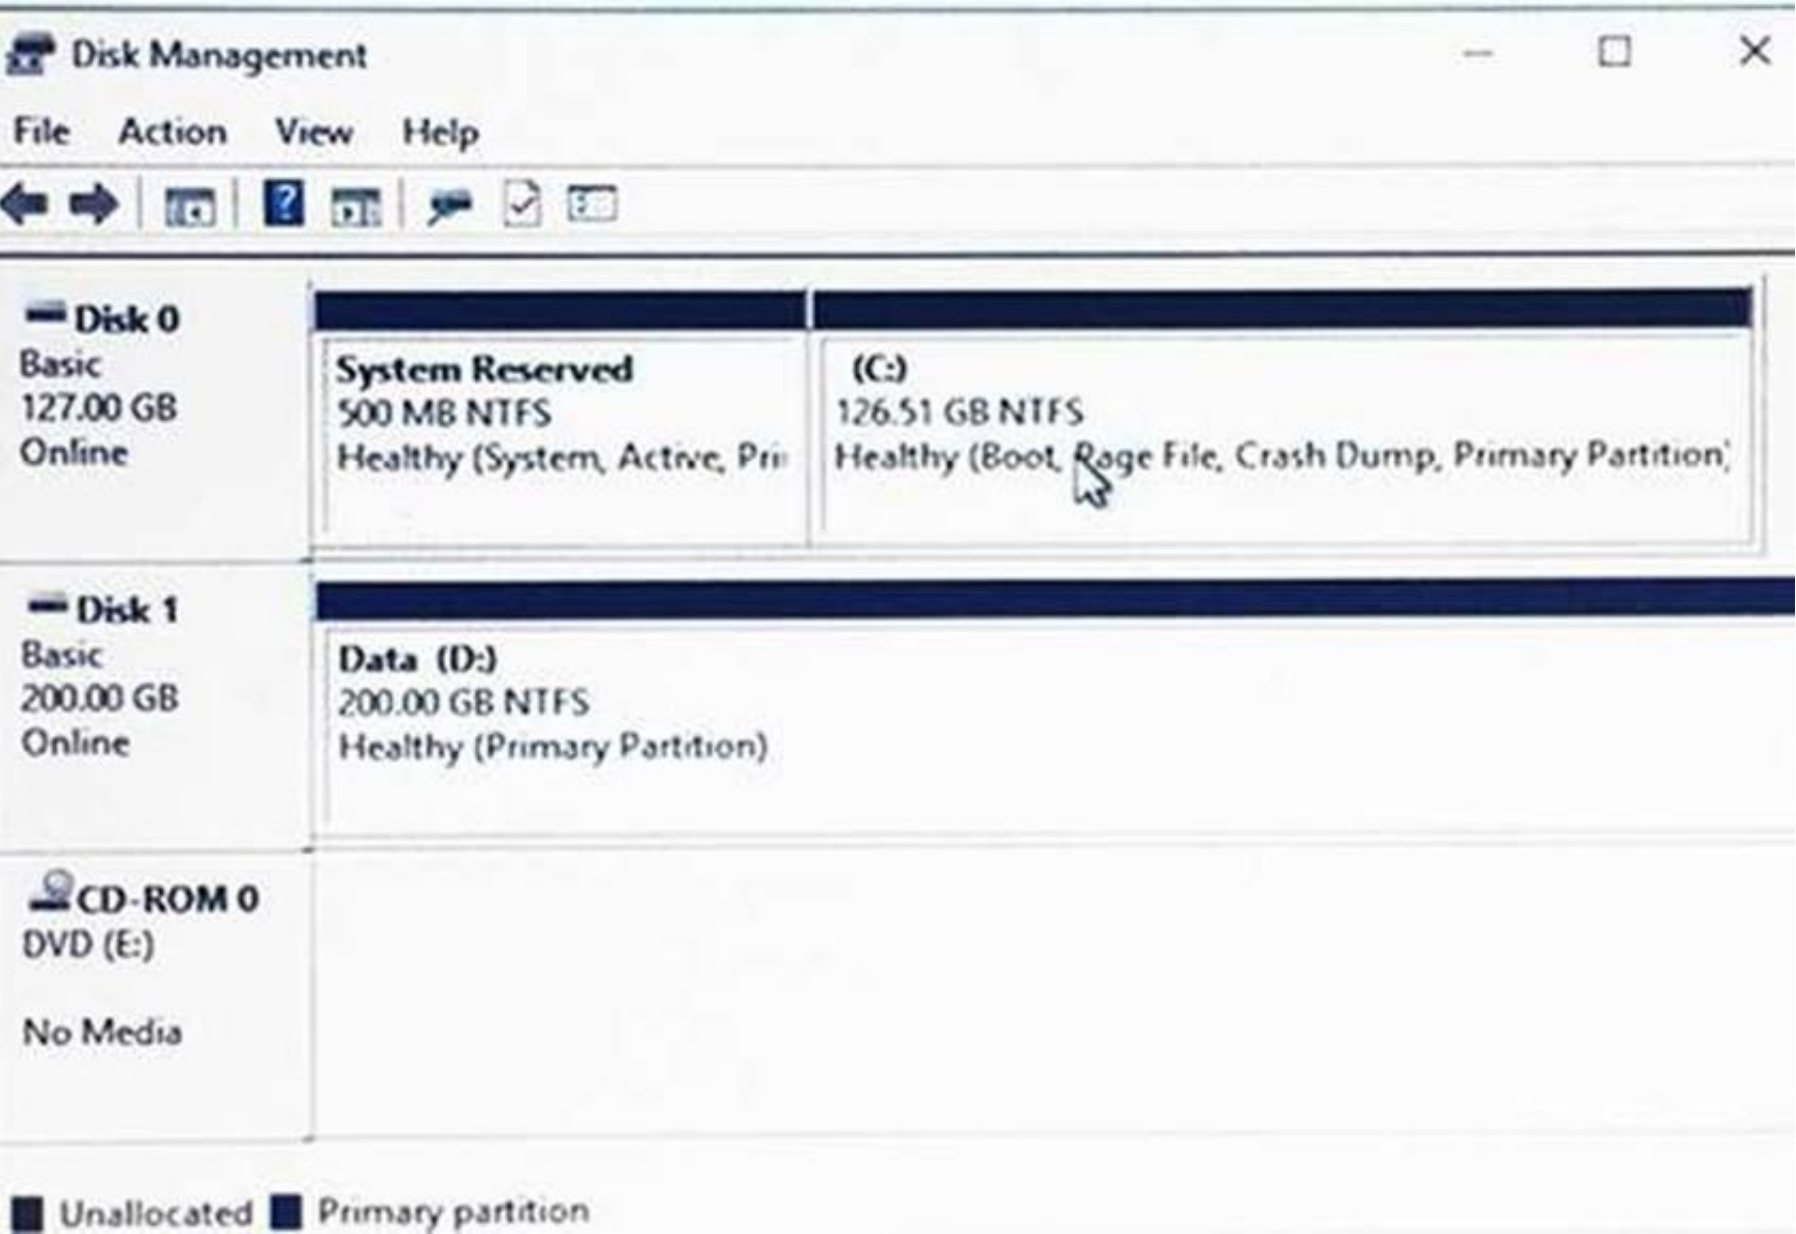 Disk Management
File Action View Help
?
Disk 0
Basic
127.00 GB
Online
System Reserved
500 MB NTFS
Healthy (System, Active, Pri
(C:)
126.51 GB NTFS
Healthy (Boot, Page File, Crash Dump, Primary Partition)
Disk 1
Basic
200.00 GB
Online
Data (D:)
200.00 GB NTFS
Healthy (Primary Partition)
CD-ROM 0
DVD (E:)
No Media
Unallocated Primary partition